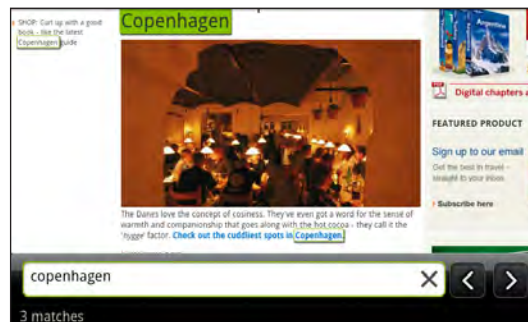 Copenhagen
SHOP: Curl up with a good
book – like the latest
Copenhagen guide
Argentina
Digital chapters a
FEATURED PRODUCT
Sign up to our email
Get the best in travel –
straight to your inbox.
Subscribe here
The Danes love the concept of cosiness. They've even got a word for the sense of
warmth and companionship that goes along with the hot cocoa – they call it the
'hygge' factor. Check out the cuddliest spots in Copenhagen.
copenhagen
3 matches